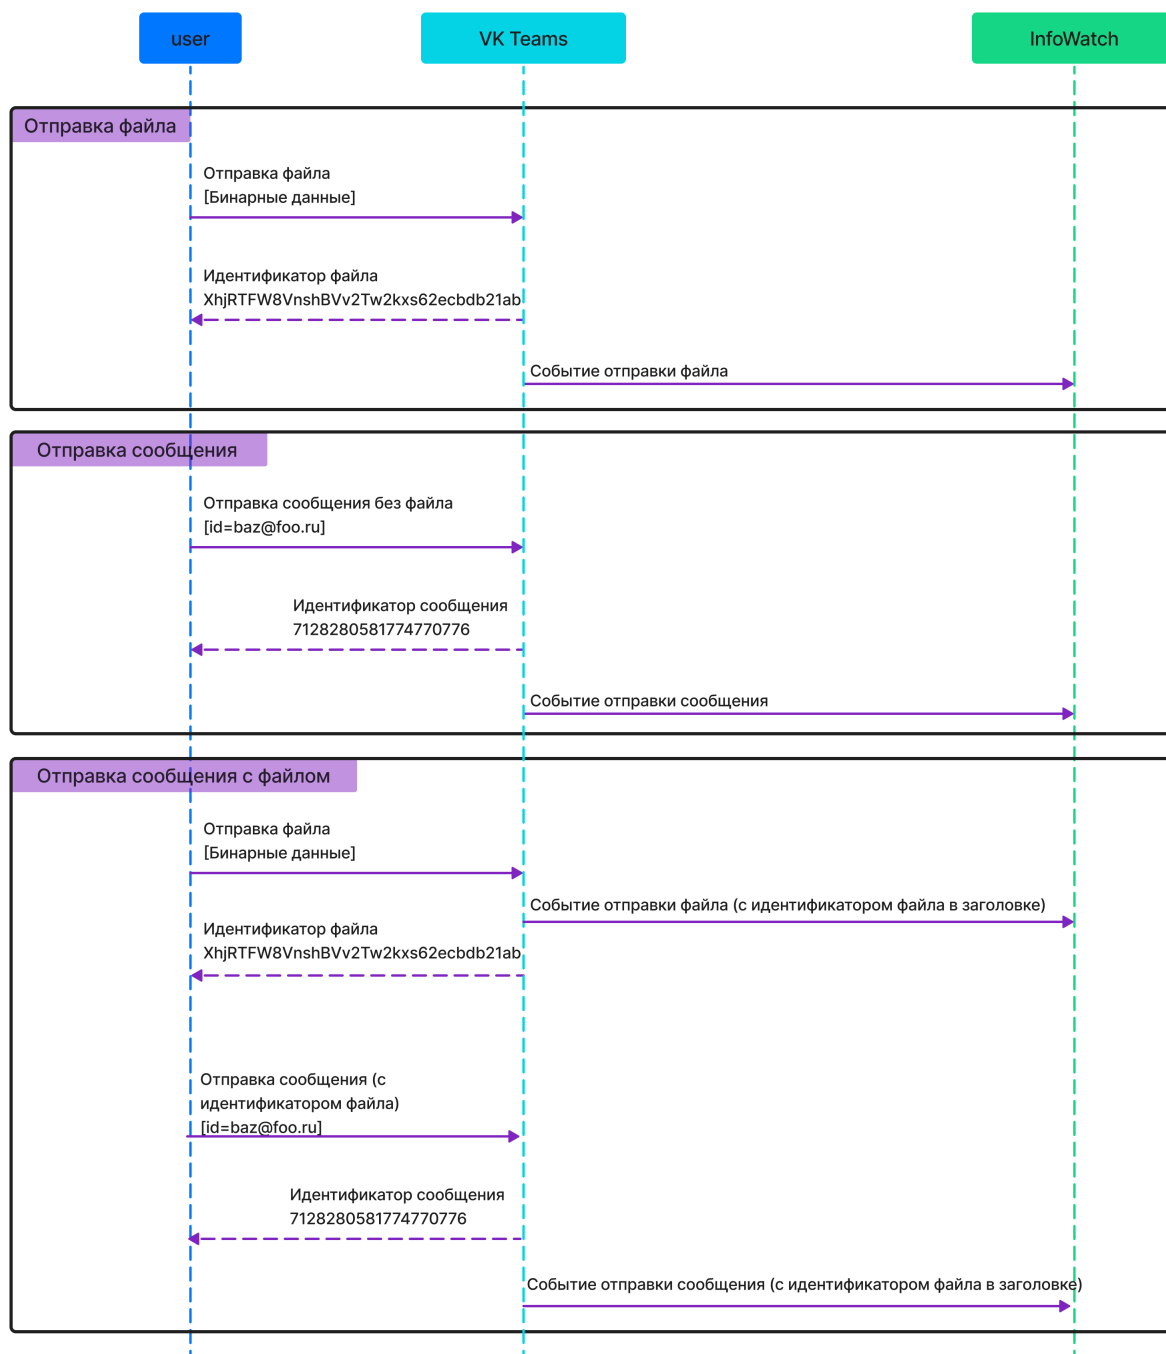 user
VK Teams
InfoWatch
Отправка файла
Отправка файла
[Бинарные данные]
Идентификатор файла
XhjRTFW8VnshBVv2Tw2kxs62ecbdb21ab
Событие отправки файла
Отправка сообщения
Отправка сообщения без файла
[id=baz@foo.ru]
Идентификатор сообщения
7128280581774770776
Событие отправки сообщения
Отправка сообщения с файлом
Отправка файла
[Бинарные данные]
Событие отправки файла (с идентификатором файла в заголовке)
Идентификатор файла
XhjRTFW8VnshBVv2Tw2kxs62ecbdb21ab
Отправка сообщения (с
идентификатором файла)
[id=baz@foo.ru]
Идентификатор сообщения
7128280581774770776
Событие отправки сообщения (с идентификатором файла в заголовке)